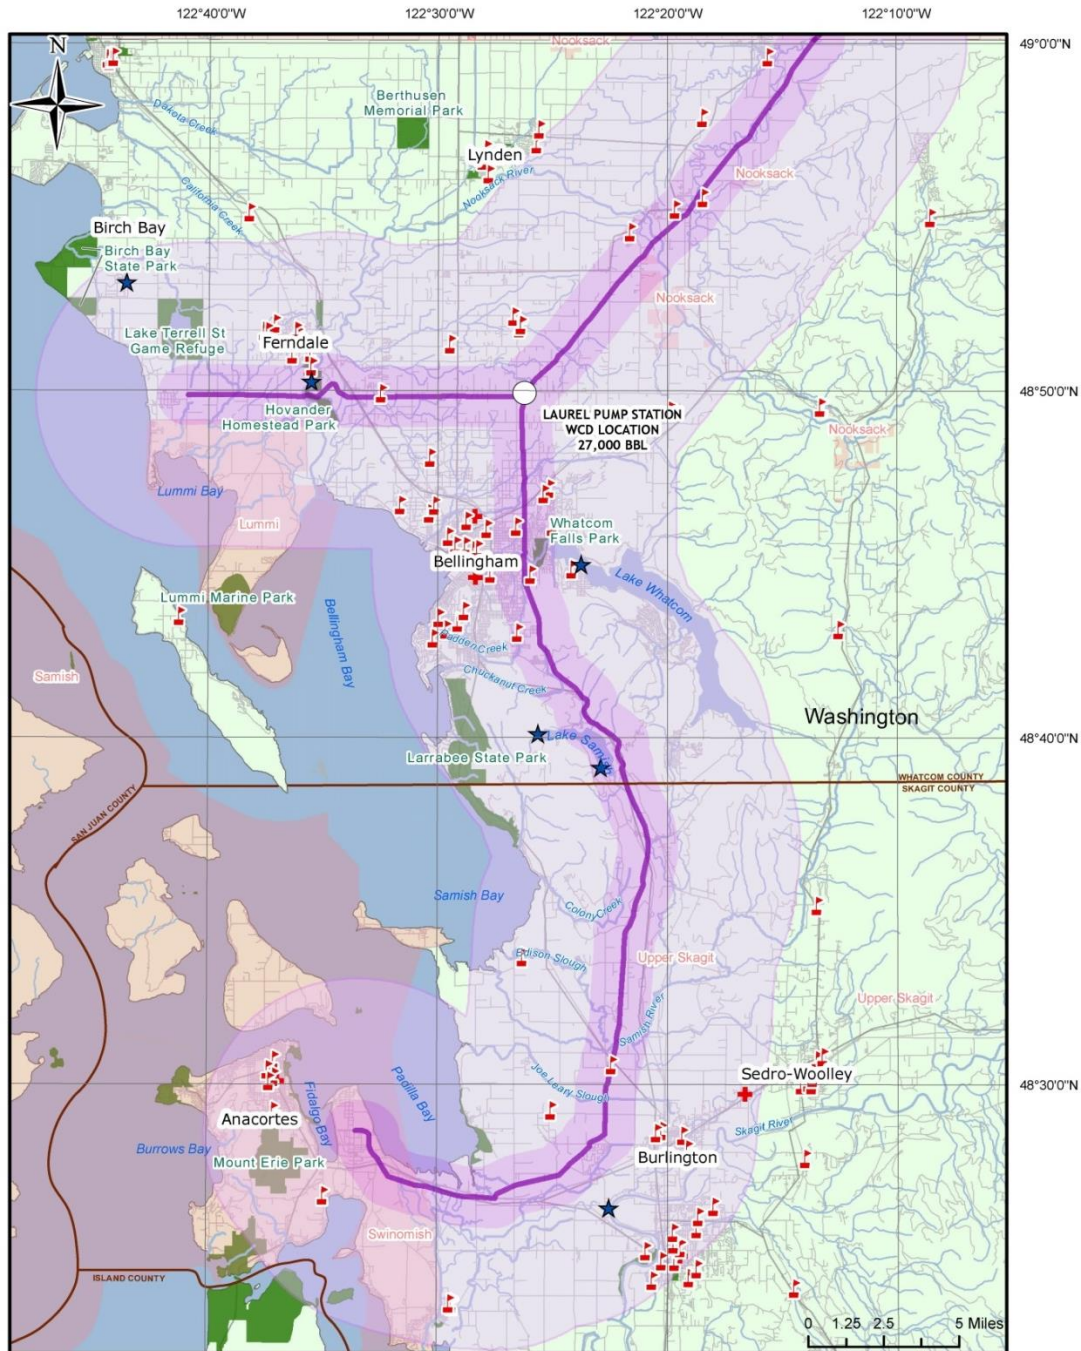 122°40'0"W
122°30'0"W
122°20'0"W
122°10'0"W
N
Nooksack
49°0'0"N
Berthusen
Memorial Park
Dakota Creek
Lynden
Nooksack River
Nooksack
California Creek
Birch Bay
Birch Bay
State Park
Nooksack
Lake Terrell St
Game Refuge
Ferndale
48°50'0"N
Hovander
Homestead Park
LAUREL PUMP STATION
WCD LOCATION
27,000 BBL
Nooksack
Lummi Bay
Lummi
Whatcom
Falls Park
Bellingham
Lake Whatcom
Lummi Marine Park
Bellingham Bay
Padden Creek
Samish
Chuckanut Creek
Washington
Larrabee State Park
48°40'0"N
WHATCOM COUNTY
SKAGIT COUNTY
SAN JUAN COUNTY
Samish Bay
Colony Creek
Edison Slough
Upper Skagit
Upper Skagit
Samish River
Joe Leary Slough
Sedro-Woolley
48°30'0"N
Padilla Bay
Fidalgo Bay
Anacortes
Skagit River
Burrows Bay
Mount Erie Park
Burlington
Swinomish
ISLAND COUNTY
0 1.25 2.5 5 Miles